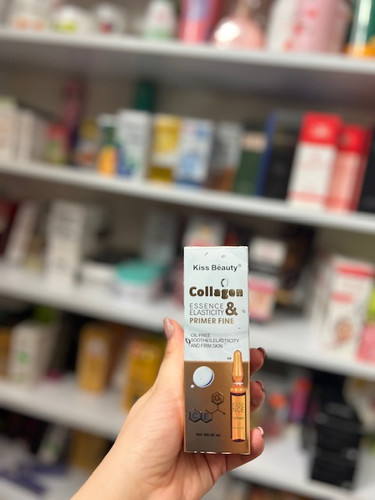 Kiss Beauty®
Collagen
ESSENCE &
ELASTICITY
PRIMER FINE
OIL-FREE
SOOTHES,ELASTICITY
AND FIRM SKIN